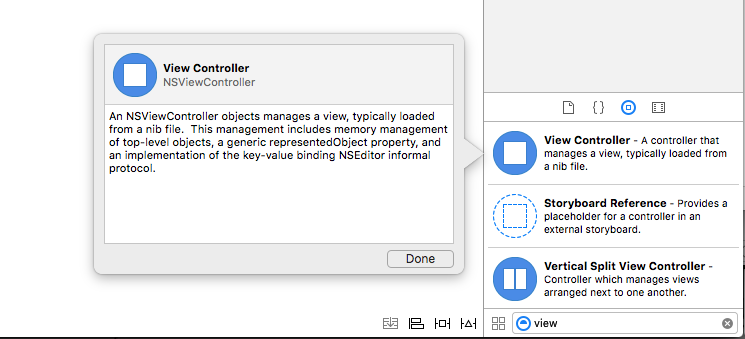 View Controller
NSViewController
An NSViewController objects manages a view, typically loaded
from a nib file.  This management includes memory management
of top-level objects, a generic representedObject property, and
an implementation of the key-value binding NSEditor informal
protocol.
Done
View Controller - A controller that
manages a view, typically loaded from
a nib file.
Storyboard Reference - Provides a
placeholder for a controller in an
external storyboard.
Vertical Split View Controller -
Controller which manages views
arranged next to one another.
view